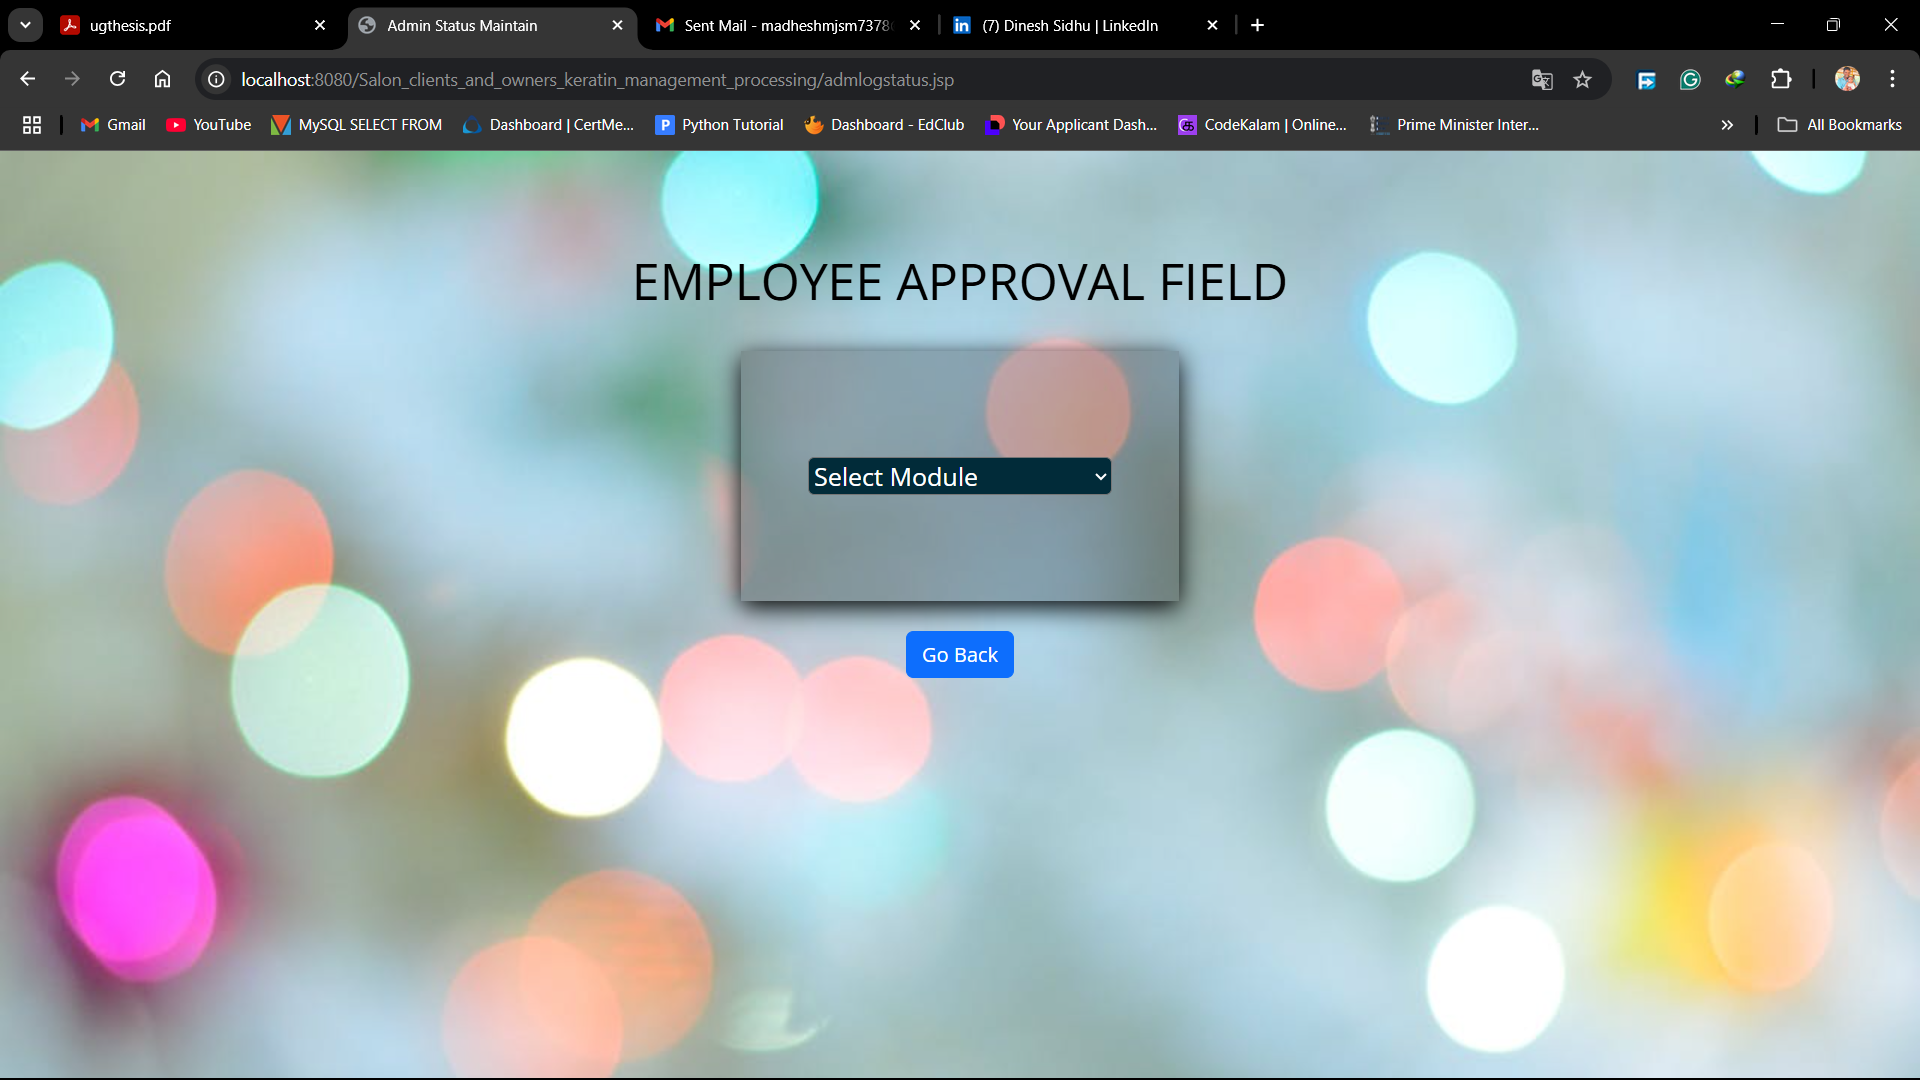 ugthesis.pdf
Admin Status Maintain
Sent Mail - madheshmjsm7378
(7) Dinesh Sidhu | LinkedIn
localhost:8080/Salon_clients_and_owners_keratin_management_processing/admlogstatus.jsp
Gmail
YouTube
MySQL SELECT FROM
Dashboard | CertMe...
Python Tutorial
Dashboard - EdClub
Your Applicant Dash...
CodeKalam | Online...
Prime Minister Inter...
All Bookmarks
EMPLOYEE APPROVAL FIELD
Select Module
Go Back